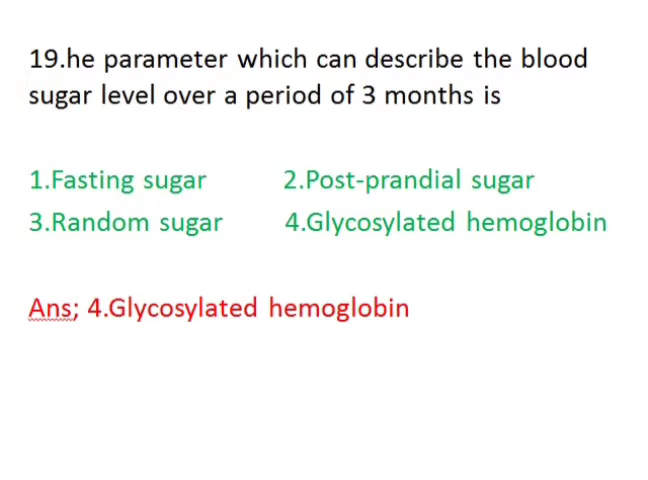 19.he parameter which can describe the blood
sugar level over a period of 3 months is
1.Fasting sugar 2.Post-prandial sugar
3.Random sugar 4.Glycosylated hemoglobin
Ans; 4.Glycosylated hemoglobin